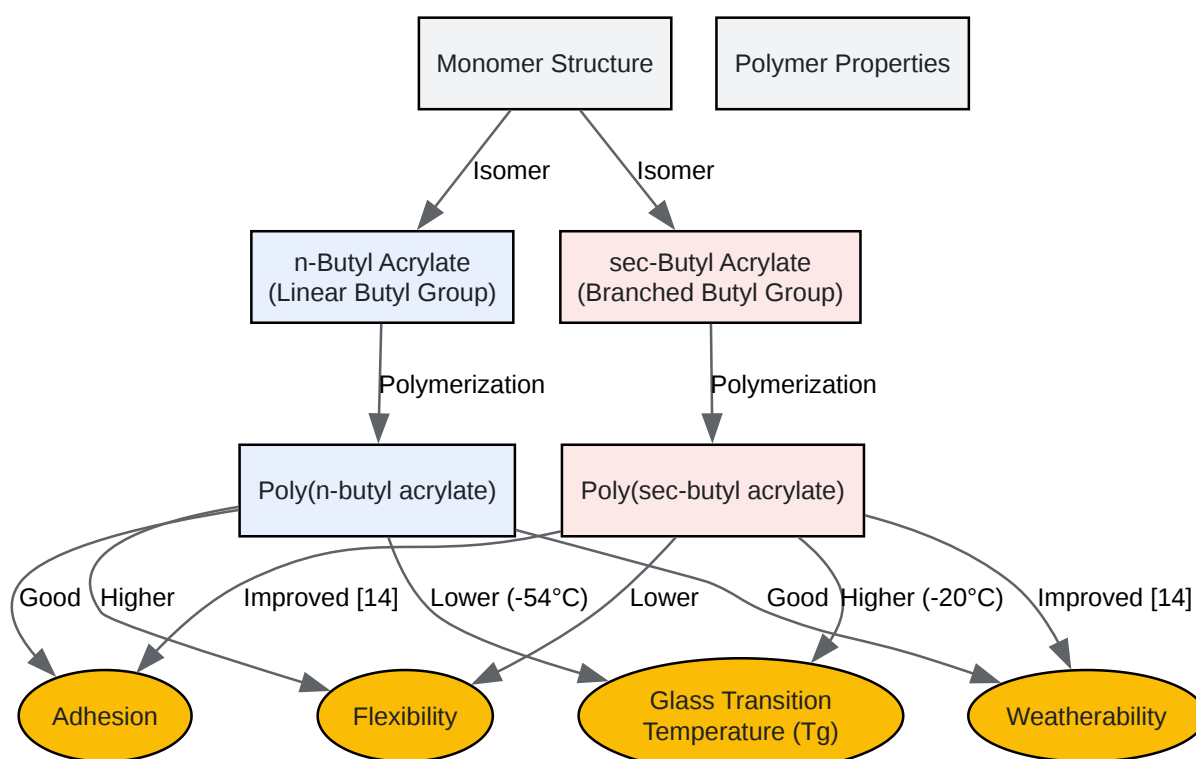 Monomer Structure
Polymer Properties
Isomer
Isomer
n-Butyl Acrylate
(Linear Butyl Group)
sec-Butyl Acrylate
(Branched Butyl Group)
Polymerization
Polymerization
Poly(n-butyl acrylate)
Poly(sec-butyl acrylate)
Good
Higher
Improved [14]
Lower (-54°C)
Lower
Good
Higher (-20°C)
Improved [14]
Adhesion
Flexibility
Glass Transition
Temperature (Tg)
Weatherability